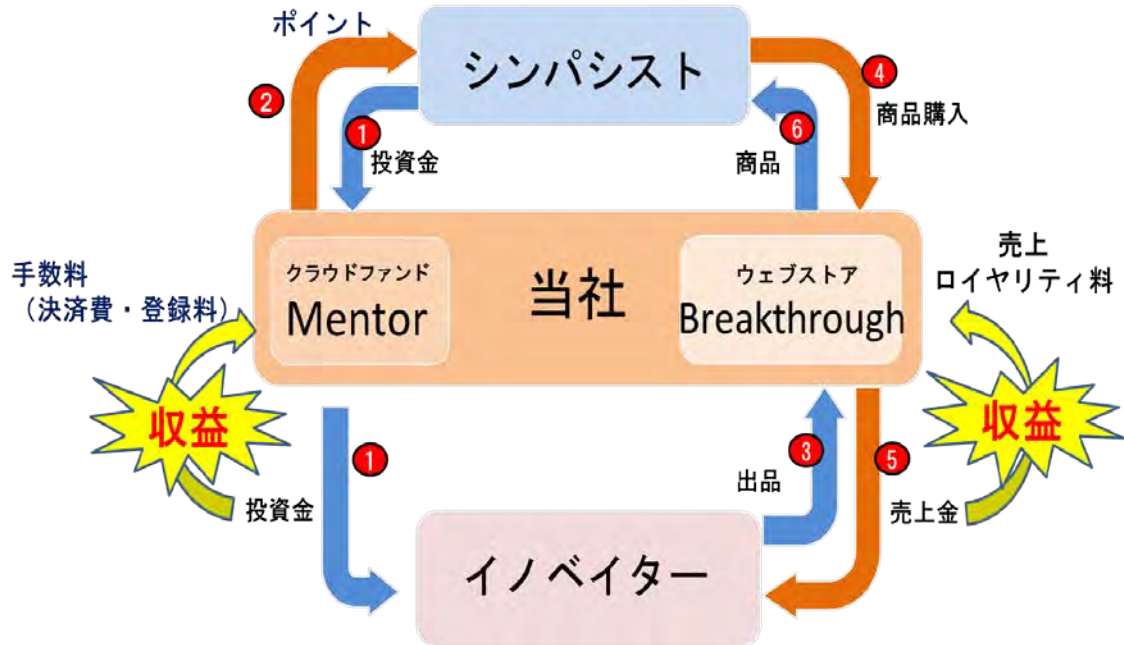 ポイント
シンパシスト
②
④
①
投資金
⑥
商品
商品購入
手数料
（決済費・登録料）
クラウドファンド
Mentor
当社
ウェブストア
Breakthrough
売上
ロイヤリティ料
収益
収益
①
投資金
③
出品
⑤
売上金
イノベイター